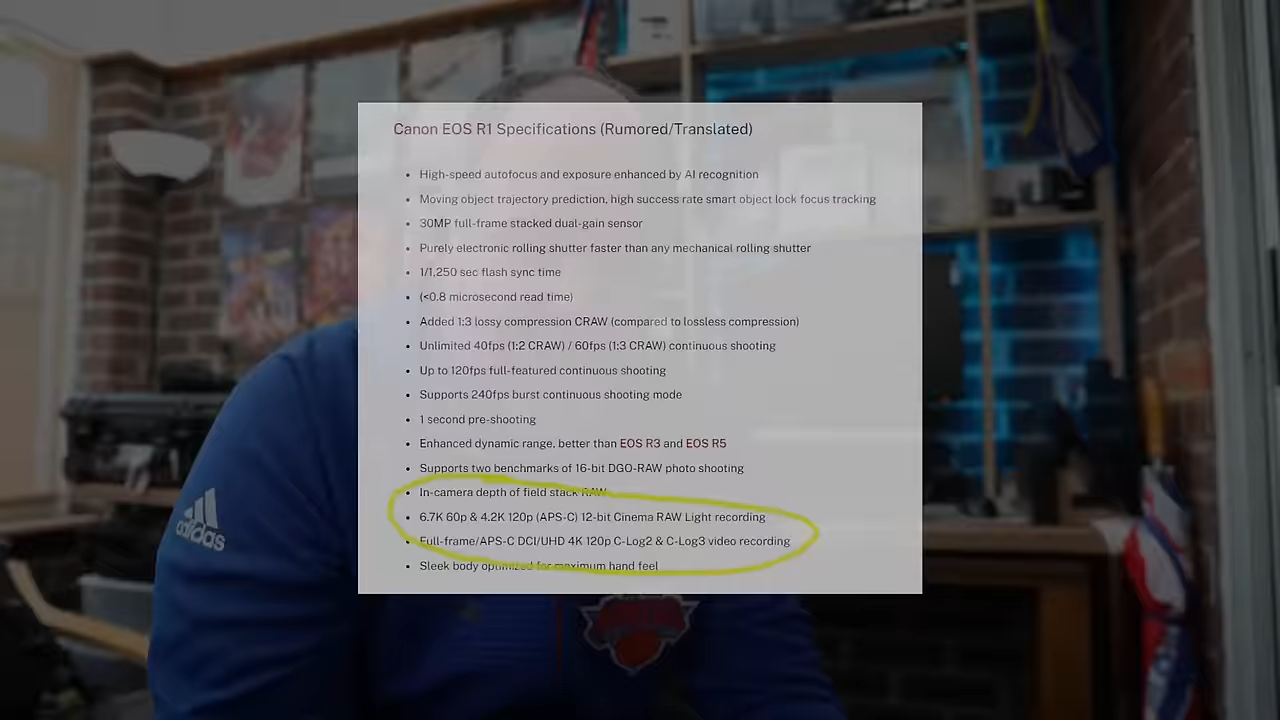 Canon EOS R1 Specifications (Rumored/Translated)
High-speed autofocus and exposure enhanced by AI recognition
Moving object trajectory prediction, high success rate smart object lock focus tracking
30MP full-frame stacked dual-gain sensor
Purely electronic rolling shutter faster than any mechanical rolling shutter
1/1,250 sec flash sync time
(<0.8 microsecond read time)
Added 1:3 lossy compression CRAW (compared to lossless compression)
Unlimited 40fps (1:2 CRAW) / 60fps (1:3 CRAW) continuous shooting
Up to 120fps full-featured continuous shooting
Supports 240fps burst continuous shooting mode
1 second pre-shooting
Enhanced dynamic range, better than EOS R3 and EOS R5
Supports two benchmarks of 16-bit DGO-RAW photo shooting
In-camera depth of field stack RAW
6.7K 60p & 4.2K 120p (APS-C) 12-bit Cinema RAW Light recording
Full-frame/APS-C DCI/UHD 4K 120p C-Log2 & C-Log3 video recording
Sleek body optimized for maximum hand feel
adidas